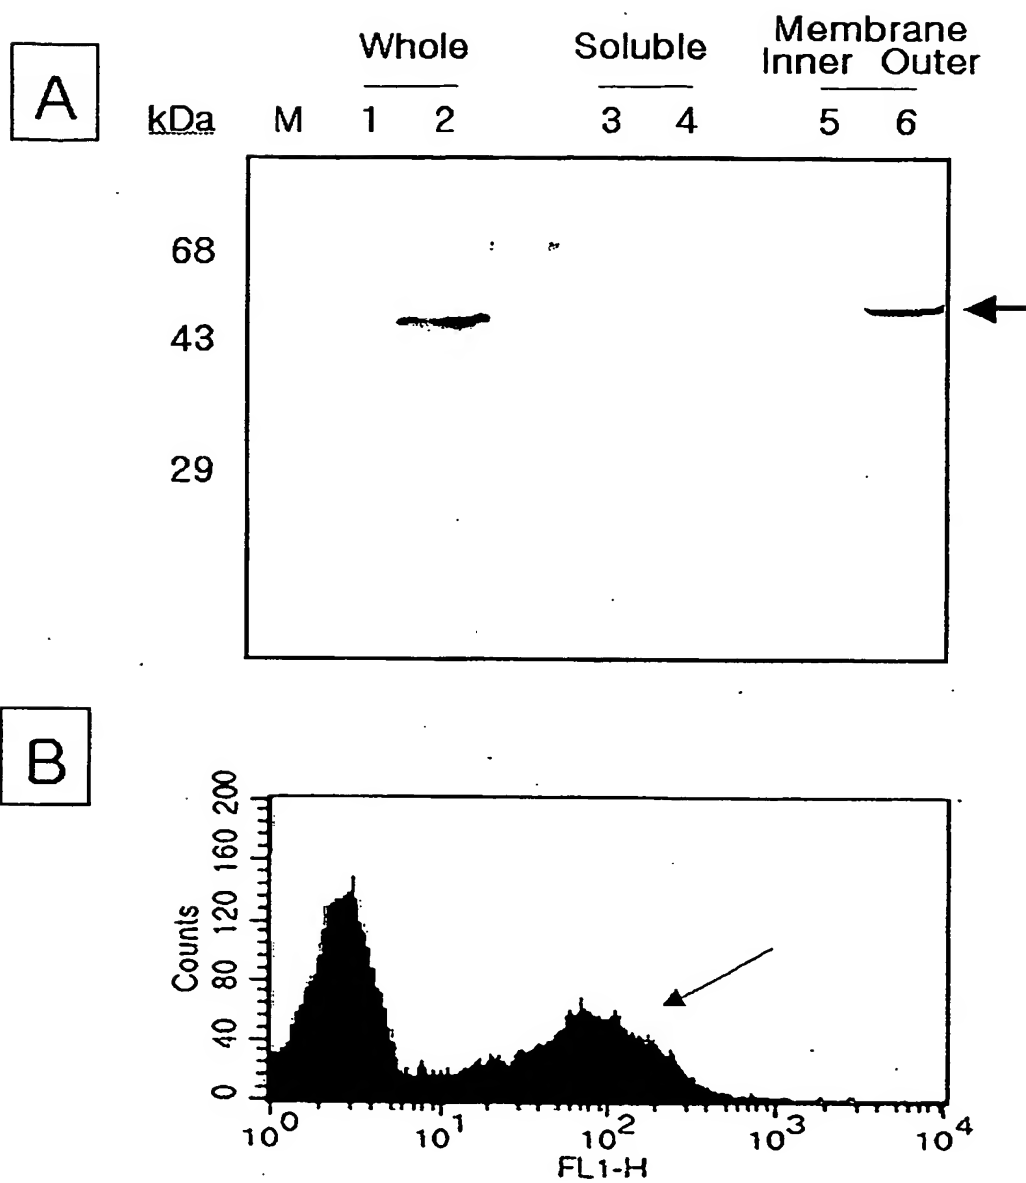 A
Whole
Soluble
Membrane
Inner Outer
kDa M 1 2 3 4 5 6
68
43
29
B
200
160
120
80
40
0
Counts
10^0 10^1 10^2 10^3 10^4
FL1-H